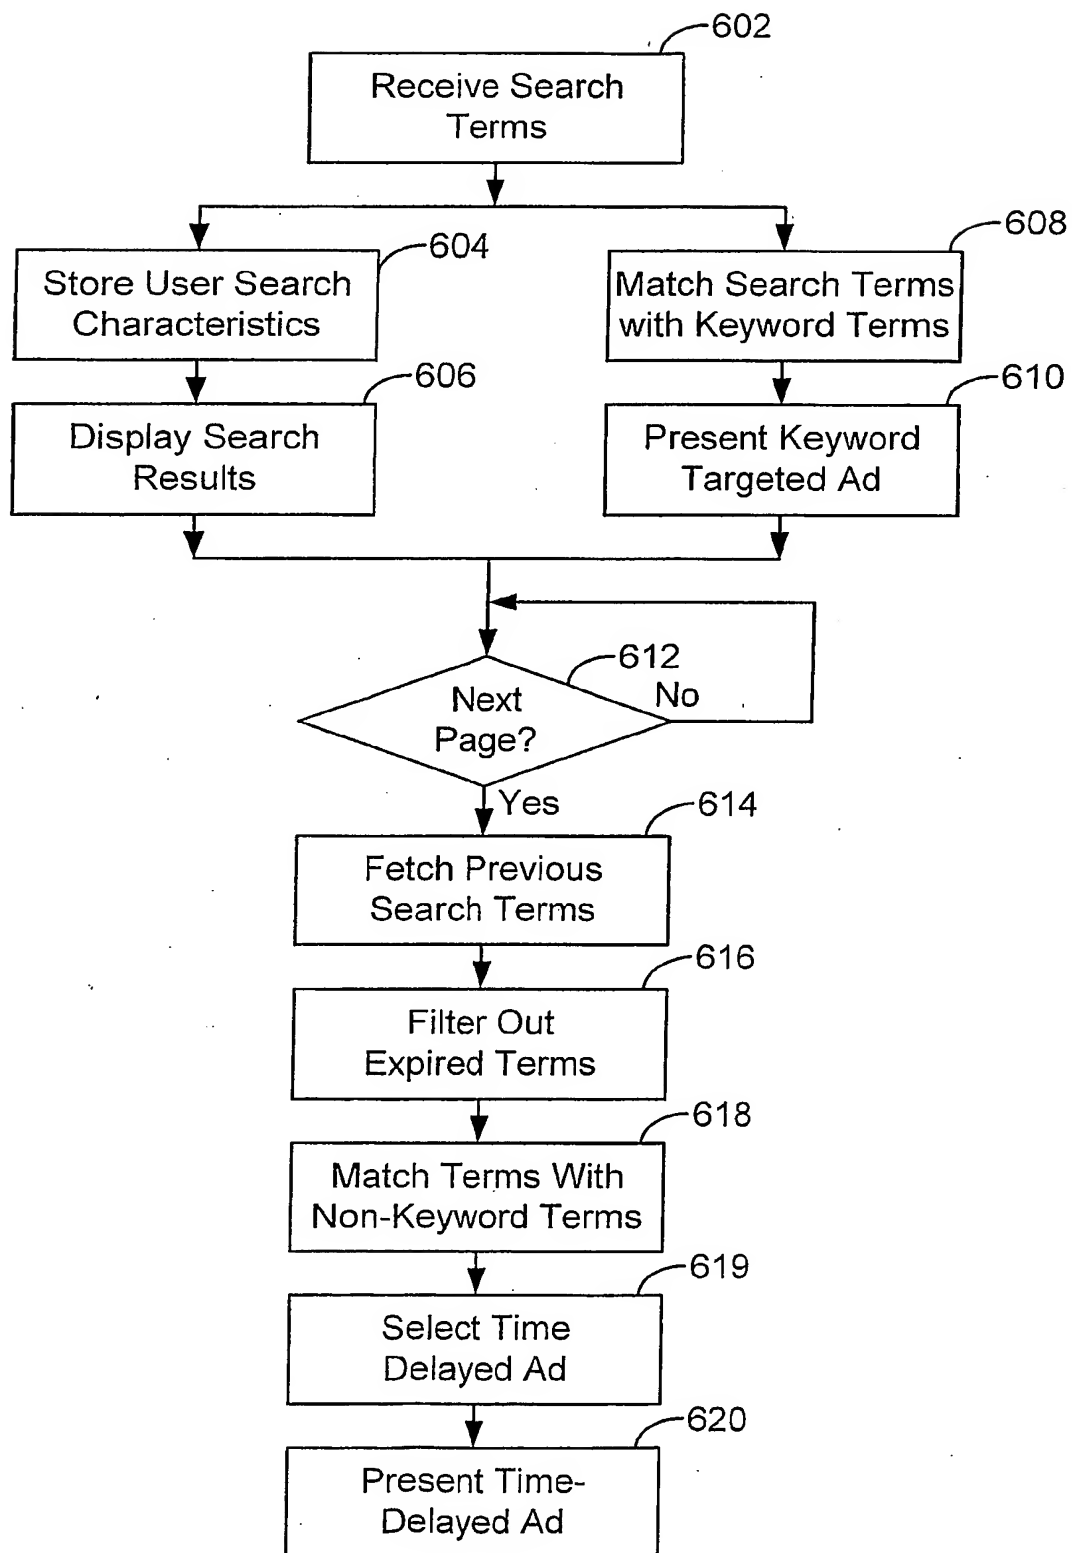 602
Receive Search
Terms
604
Store User Search
Characteristics
608
Match Search Terms
with Keyword Terms
606
Display Search
Results
610
Present Keyword
Targeted Ad
612
Next
Page?
No
Yes
614
Fetch Previous
Search Terms
616
Filter Out
Expired Terms
618
Match Terms With
Non-Keyword Terms
619
Select Time
Delayed Ad
620
Present Time-
Delayed Ad